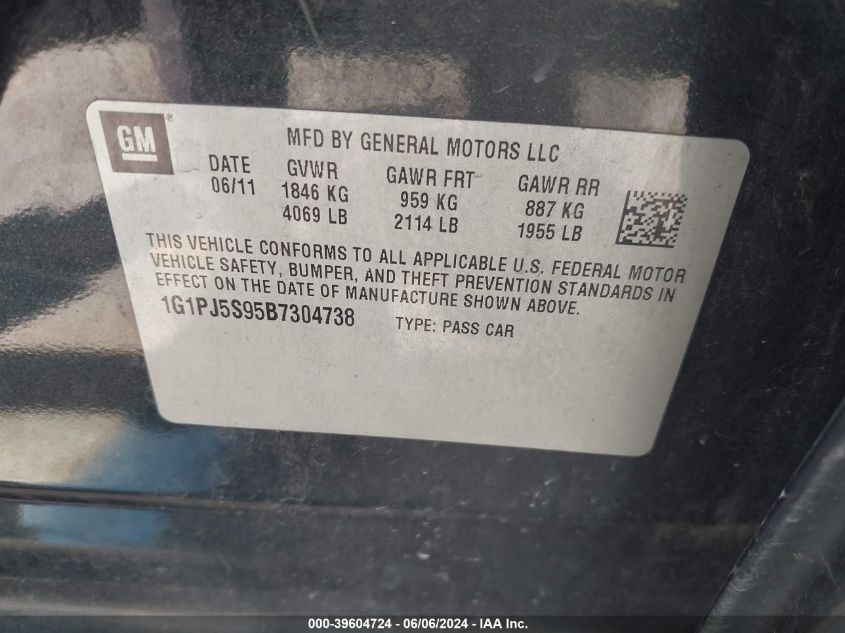 GM®
MFD BY GENERAL MOTORS LLC
DATE GVWR GAWR FRT GAWR RR
06/11 1846 KG 959 KG 887 KG
4069 LB 2114 LB 1955 LB
THIS VEHICLE CONFORMS TO ALL APPLICABLE U.S. FEDERAL MOTOR
VEHICLE SAFETY, BUMPER, AND THEFT PREVENTION STANDARDS IN
EFFECT ON THE DATE OF MANUFACTURE SHOWN ABOVE.
1G1PJ5S95B7304738 TYPE: PASS CAR
000-39604724 - 06/06/2024 - IAAI.com